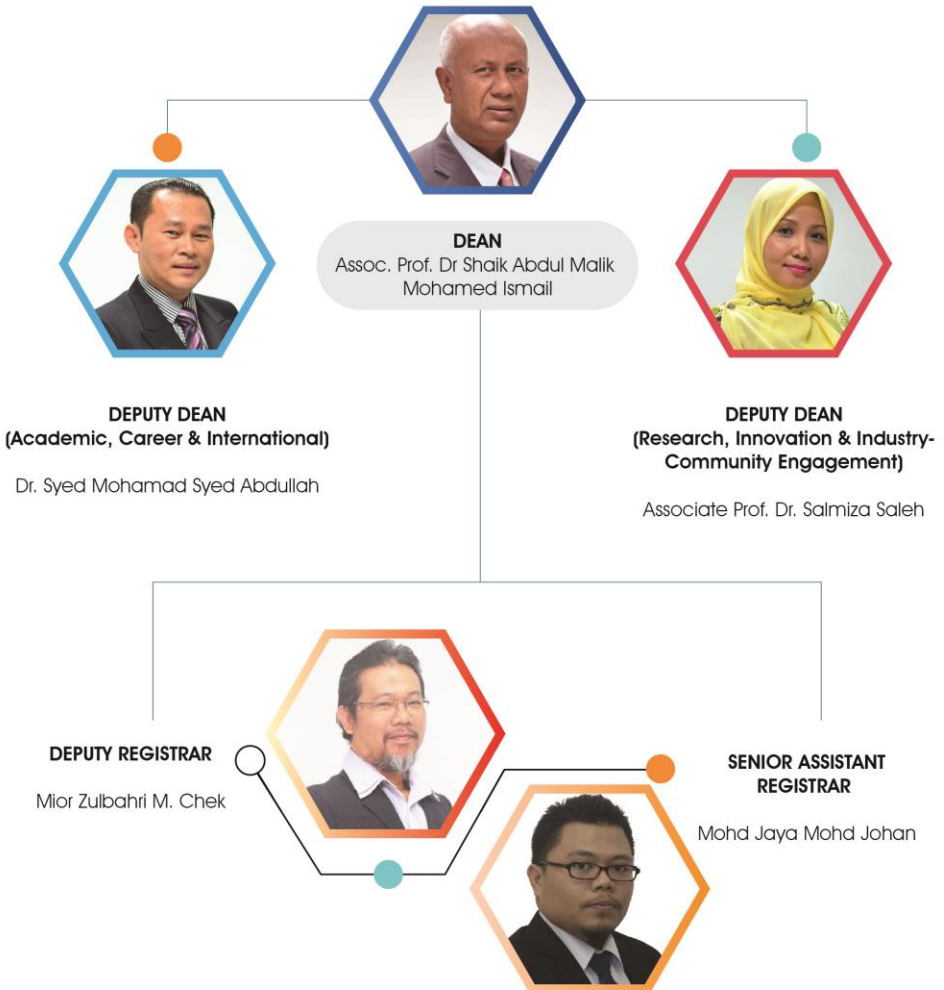 DEAN
Assoc. Prof. Dr Shaik Abdul Malik
Mohamed Ismail
DEPUTY DEAN
(Academic, Career & International)
Dr. Syed Mohamad Syed Abdullah
DEPUTY DEAN
(Research, Innovation & Industry-
Community Engagement)
Associate Prof. Dr. Salmiza Saleh
DEPUTY REGISTRAR
Mior Zulbahri M. Chek
SENIOR ASSISTANT
REGISTRAR
Mohd Jaya Mohd Johan